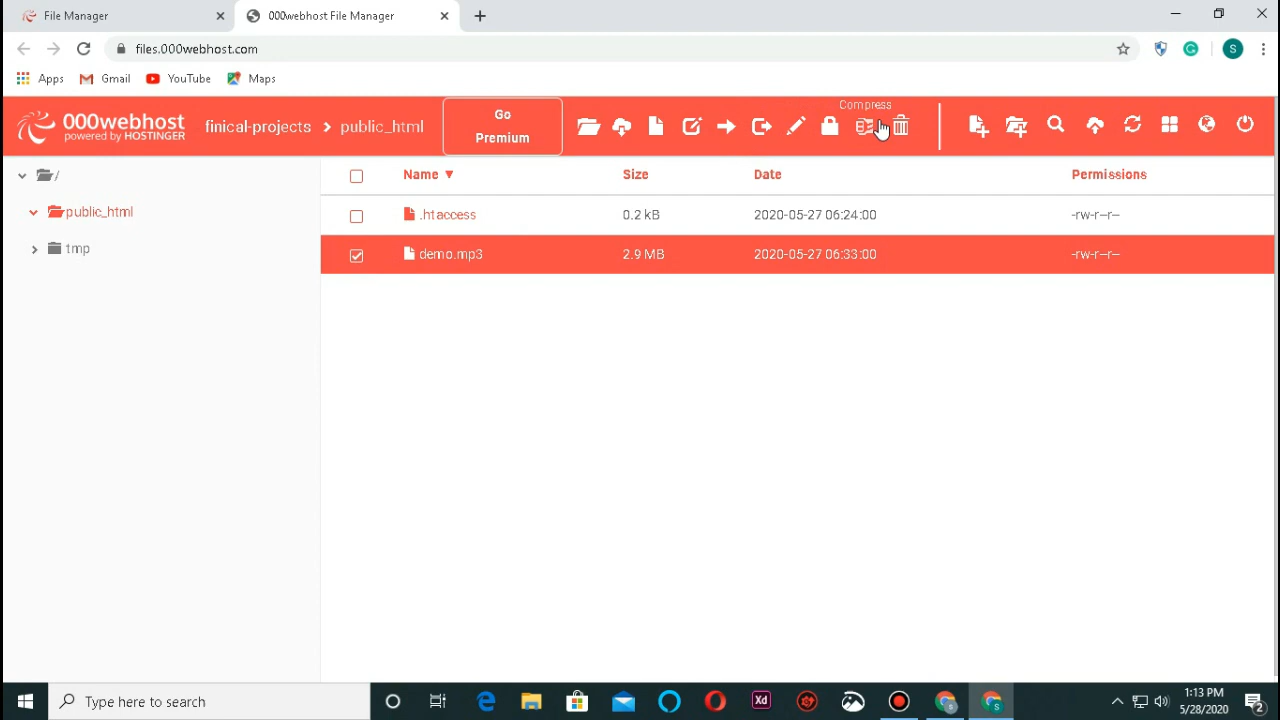 File Manager
000webhost File Manager
files.000webhost.com
S
Apps
Gmail
YouTube
Maps
000webhost
powered by HOSTINGER
finical-projects > public_html
Go
Premium
Compress
/
public_html
tmp
Name ▼ Size Date Permissions
.htaccess 0.2 kB 2020-05-27 06:24:00 -rw-r--r--
demo.mp3 2.9 MB 2020-05-27 06:33:00 -rw-r--r--
Type here to search
Xd
S
1:13 PM
5/28/2020
2